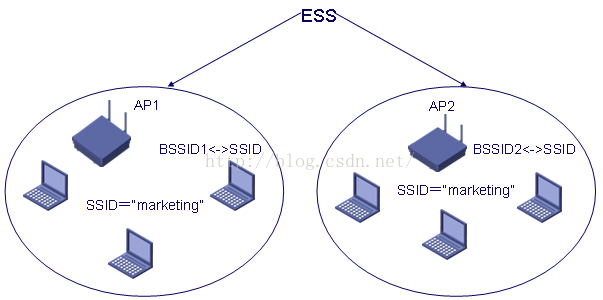 ESS
AP1
BSSID1<->SSID
SSID="marketing"
AP2
BSSID2<->SSID
SSID="marketing"
http://blog.csdn.net/